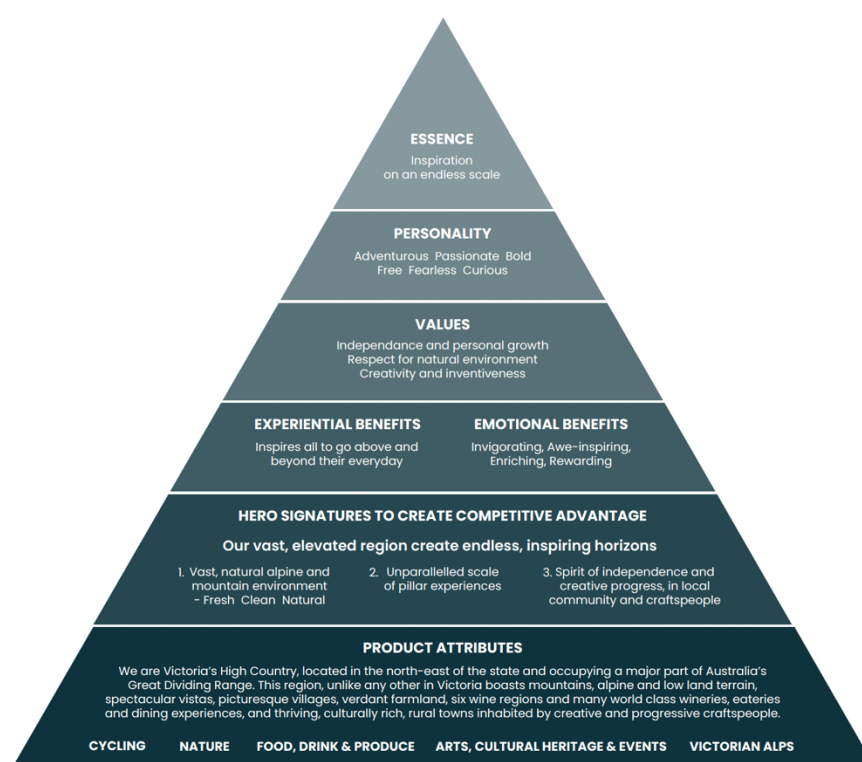 ESSENCE
Inspiration
on an endless scale
PERSONALITY
Adventurous Passionate Bold
Free Fearless Curious
VALUES
Independance and personal growth
Respect for natural environment
Creativity and inventiveness
EXPERIENTIAL BENEFITS
Inspires all to go above and
beyond their everyday
EMOTIONAL BENEFITS
Invigorating, Awe-inspiring,
Enriching, Rewarding
HERO SIGNATURES TO CREATE COMPETITIVE ADVANTAGE
Our vast, elevated region create endless, inspiring horizons
1. Vast, natural alpine and
mountain environment
- Fresh Clean Natural
2. Unparallelled scale
of pillar experiences
3. Spirit of independence and
creative progress, in local
community and craftspeople
PRODUCT ATTRIBUTES
We are Victoria's High Country, located in the north-east of the state and occupying a major part of Australia's
Great Dividing Range. This region, unlike any other in Victoria boasts mountains, alpine and low land terrain,
spectacular vistas, picturesque villages, verdant farmland, six wine regions and many world class wineries, eateries
and dining experiences, and thriving, culturally rich, rural towns inhabited by creative and progressive craftspeople.
CYCLING NATURE FOOD, DRINK & PRODUCE ARTS, CULTURAL HERITAGE & EVENTS VICTORIAN ALPS